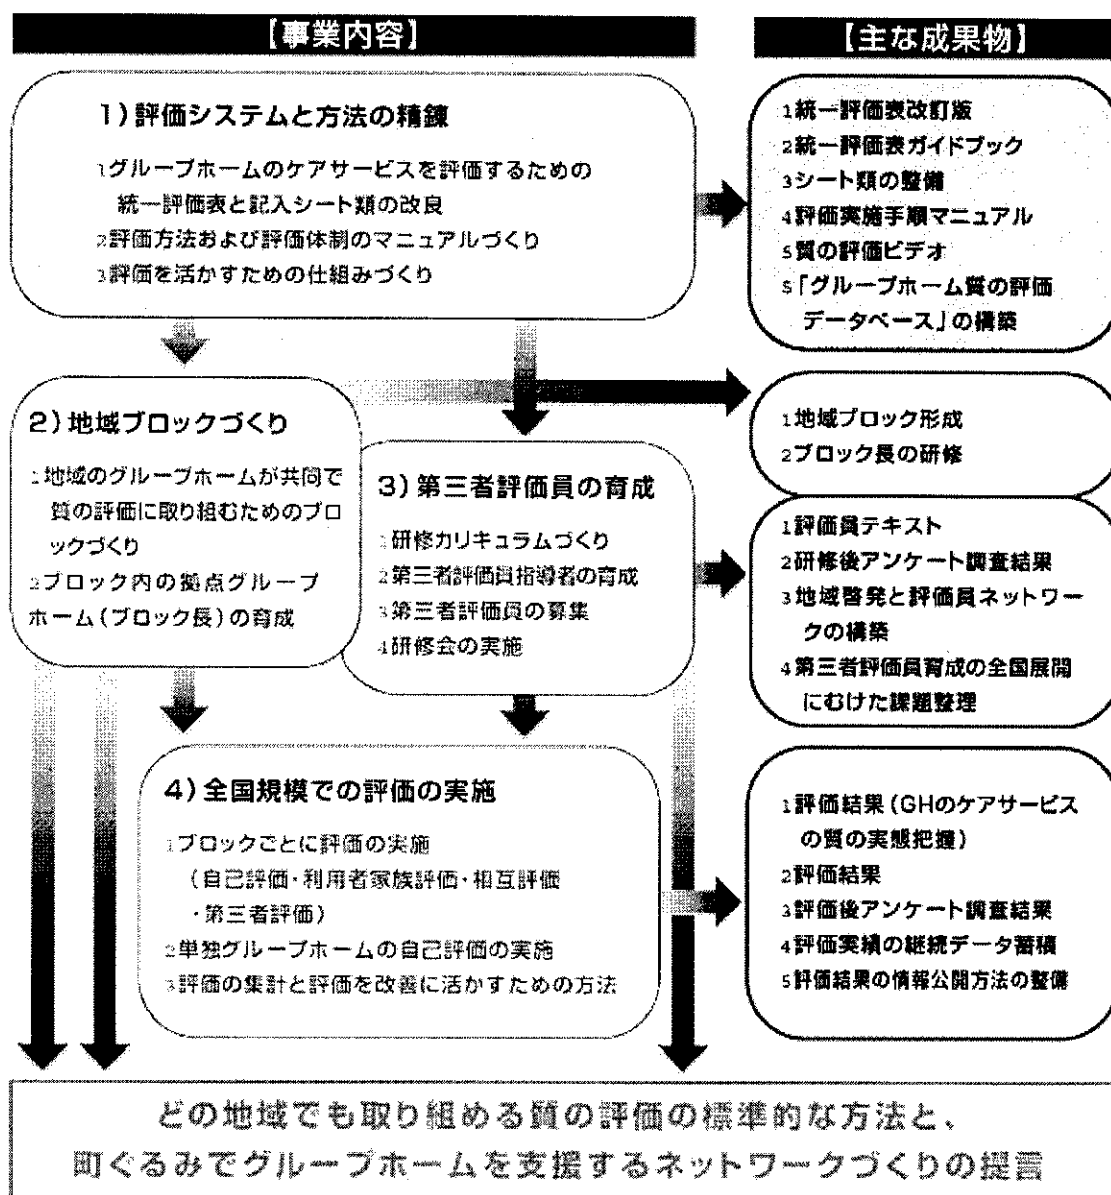 【事業内容】
1)評価システムと方法の精錬
1グループホームのケアサービスを評価するための
統一評価表と記入シート類の改良
2評価方法および評価体制のマニュアルづくり
3評価を活かすための仕組みづくり
2)地域ブロックづくり
1地域のグループホームが共同で
質の評価に取り組むためのブロ
ックづくり
2ブロック内の拠点グループ
ホーム(ブロック長)の育成
3)第三者評価員の育成
1研修カリキュラムづくり
2第三者評価員指導者の育成
3第三者評価員の募集
4研修会の実施
4)全国規模での評価の実施
1ブロックごとに評価の実施
(自己評価・利用者家族評価・相互評価
・第三者評価)
2単独グループホームの自己評価の実施
3評価の集計と評価を改善に活かすための方法
【主な成果物】
1統一評価表改訂版
2統一評価表ガイドブック
3シート類の整備
4評価実施手順マニュアル
5質の評価ビデオ
5「グループホーム質の評価
データベース」の構築
1地域ブロック形成
2ブロック長の研修
1評価員テキスト
2研修後アンケート調査結果
3地域啓発と評価員ネットワー
クの構築
4第三者評価員育成の全国展開
にむけた課題整理
1評価結果(GHのケアサービス
の質の実態把握)
2評価結果
3評価後アンケート調査結果
4評価実績の継続データ蓄積
5評価結果の情報公開方法の整備
どの地域でも取り組める質の評価の標準的な方法と、
町ぐるみでグループホームを支援するネットワークづくりの提言